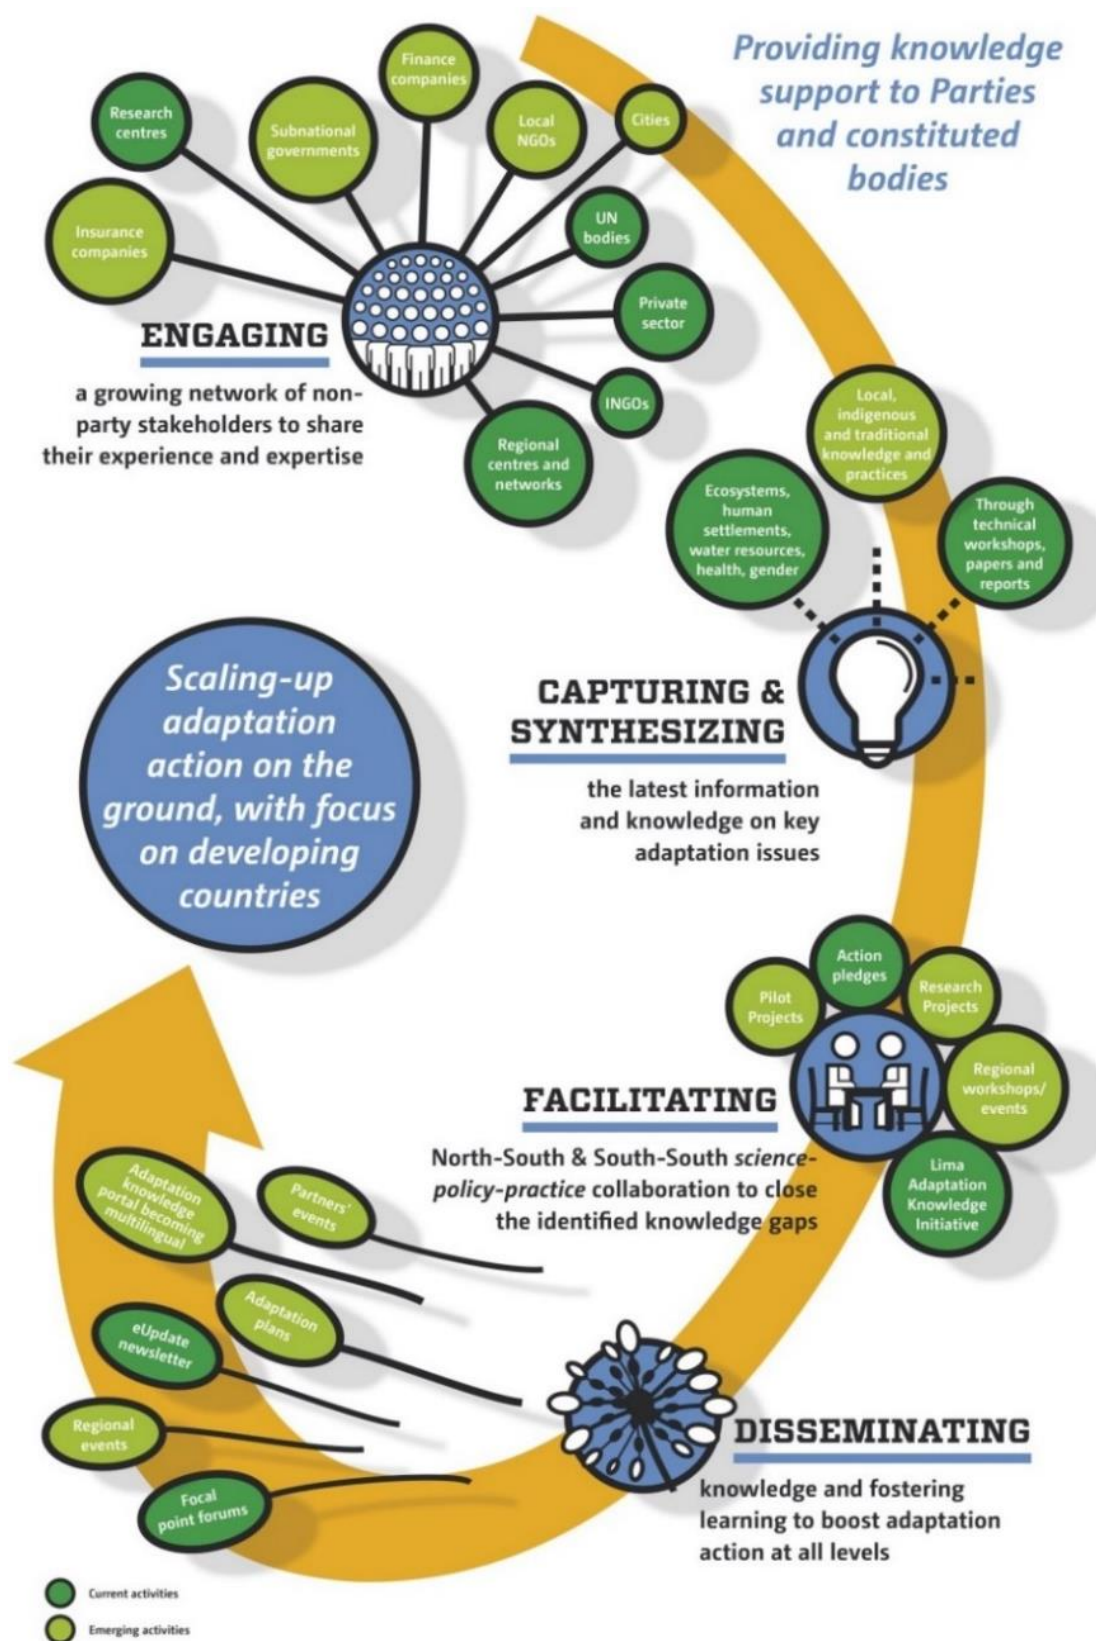 Providing knowledge
support to Parties
and constituted
bodies
Finance
companies
Research
centres
Subnational
governments
Local
NGOs
Cities
Insurance
companies
UN
bodies
Private
sector
INGOs
Regional
centres and
networks
ENGAGING
a growing network of non-
party stakeholders to share
their experience and expertise
Local,
indigenous
and traditional
knowledge and
practices
Ecosystems,
human
settlements,
water resources,
health, gender
Through
technical
workshops,
papers and
reports
CAPTURING &
SYNTHESIZING
the latest information
and knowledge on key
adaptation issues
Scaling-up
adaptation
action on the
ground, with focus
on developing
countries
Action
pledges
Pilot
Projects
Research
Projects
Regional
workshops/
events
Lima
Adaptation
Knowledge
Initiative
FACILITATING
North-South & South-South science-
policy-practice collaboration to close
the identified knowledge gaps
Adaptation
knowledge
portal becoming
multilingual
Partners'
events
Adaptation
plans
eUpdate
newsletter
Regional
events
Focal
point forums
DISSEMINATING
knowledge and fostering
learning to boost adaptation
action at all levels
Current activities
Emerging activities